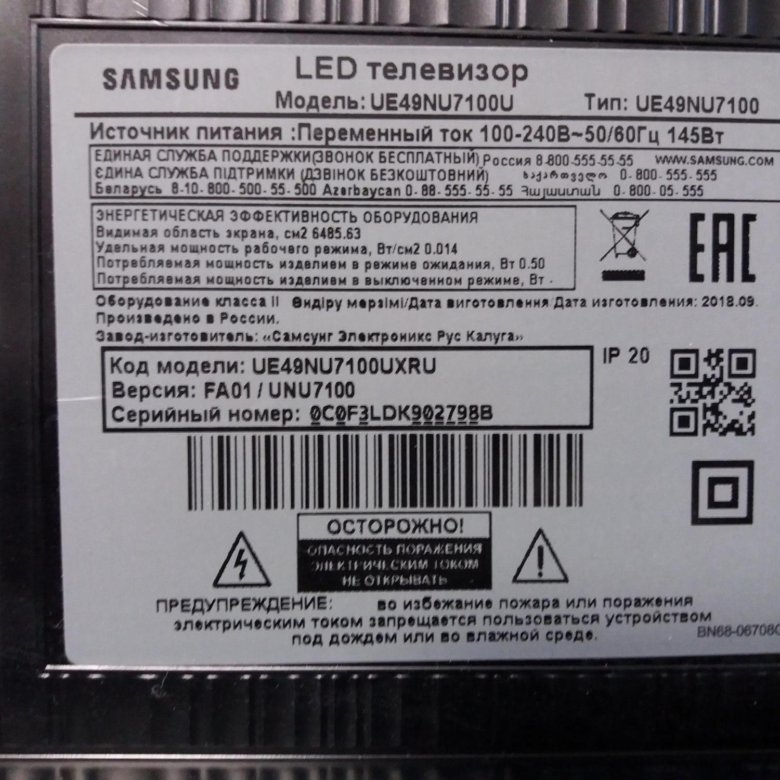 SAMSUNG LED телевизор
Модель: UE49NU7100U Тип: UE49NU7100
Источник питания :Переменный ток 100-240В~50/60Гц 145Вт
ЕДИНАЯ СЛУЖБА ПОДДЕРЖКИ(ЗВОНОК БЕСПЛАТНЫЙ) Россия 8-800-555-55-55 WWW.SAMSUNG.COM
ЄДИНА СЛУЖБА ПІДТРИМКИ (ДЗВІНОК БЕЗКОШТОВНИЙ) საქართველო 0-800-555-555
Беларусь 8-10-800-500-55-500 Azerbaycan 0-88-555-55-55 Հայաստան 0-800-05-555
ЭНЕРГЕТИЧЕСКАЯ ЭФФЕКТИВНОСТЬ ОБОРУДОВАНИЯ
Видимая область экрана, см2 6485.63
Удельная мощность рабочего режима, Вт/см2 0.014
Потребляемая мощность изделием в режиме ожидания, Вт 0.50
Потребляемая мощность изделием в выключенном режиме, Вт -
EAC
Оборудование класса II Өндіру мерзімі/Дата виготовлення Дата изготовления: 2018.09.
Произведено в России.
Завод-изготовитель: «Самсунг Электроникс Рус Калуга»
IP 20
Код модели: UE49NU7100UXRU
Версия: FA01 / UNU7100
Серийный номер: 0C0F3LDK902798B
ОСТОРОЖНО!
ОПАСНОСТЬ ПОРАЖЕНИЯ
ЭЛЕКТРИЧЕСКИМ ТОКОМ
НЕ ОТКРЫВАТЬ
ПРЕДУПРЕЖДЕНИЕ: во избежание пожара или поражения
электрическим током запрещается пользоваться устройством
под дождем или во влажной среде.
BN68-06708